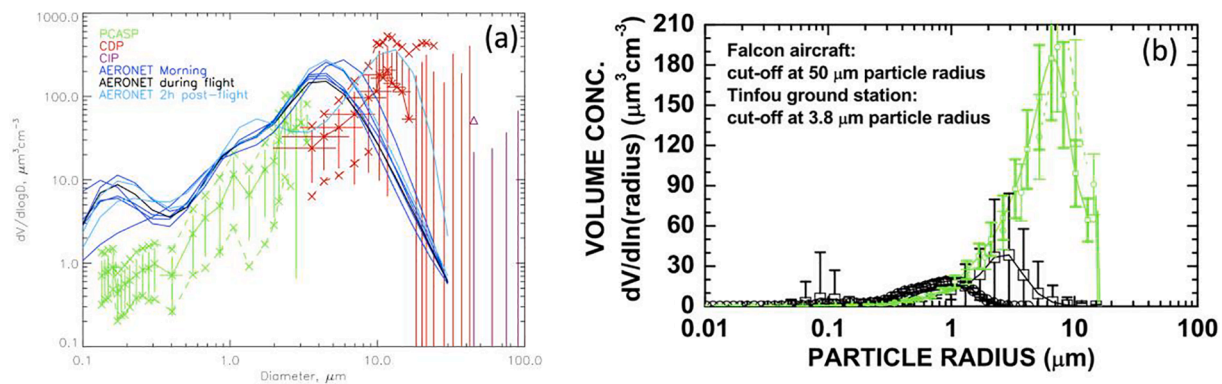 (a)
PCASP
CDP
CIP
AERONET Morning
AERONET during flight
AERONET 2h post-flight
1000.0
100.0
10.0
1.0
0.1
dV/dlogD, μm³cm⁻³
0.1
1.0
10.0
100.0
Diameter, μm
(b)
Falcon aircraft:
cut-off at 50 μm particle radius
Tinfou ground station:
cut-off at 3.8 μm particle radius
210
180
150
120
90
60
30
0
VOLUME CONC.
dV/dln(radius) (μm³cm-3)
0.01
0.1
1
10
100
PARTICLE RADIUS (μm)